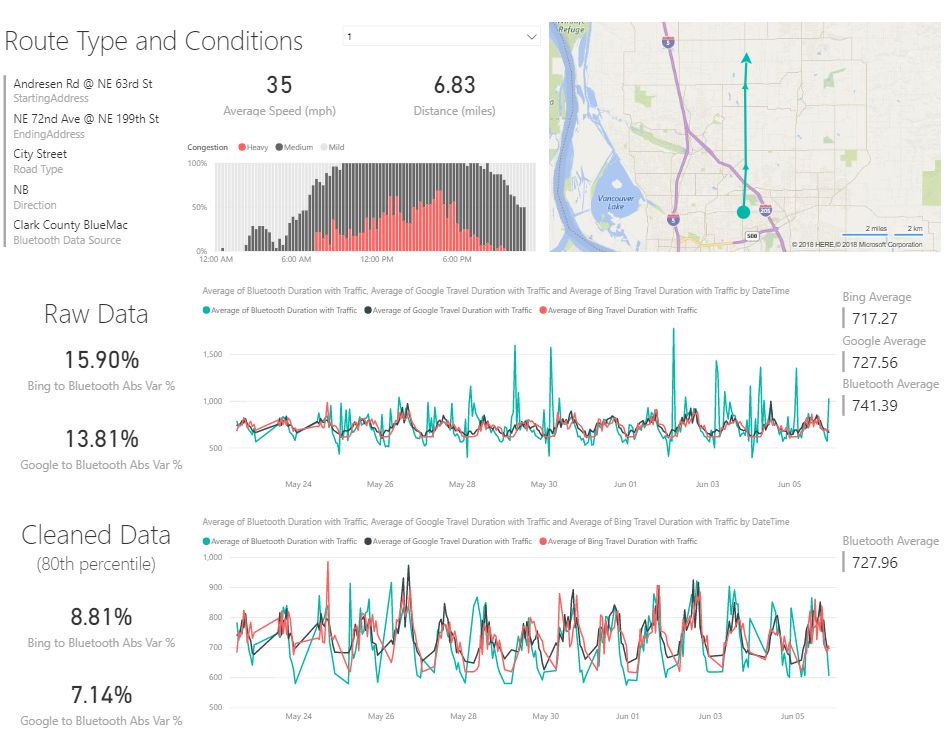 Route Type and Conditions
1
Andresen Rd @ NE 63rd St
StartingAddress
NE 72nd Ave @ NE 199th St
EndingAddress
City Street
Road Type
NB
Direction
Clark County BlueMac
Bluetooth Data Source
35
Average Speed (mph)
6.83
Distance (miles)
Congestion Heavy Medium Mild
100%
50%
0%
12:00 AM 6:00 AM 12:00 PM 6:00 PM
Refuge
5
Vancouver
Lake
5
205
500
2 miles 2 km
© 2018 HERE,© 2018 Microsoft Corporation
Raw Data
15.90%
Bing to Bluetooth Abs Var %
13.81%
Google to Bluetooth Abs Var %
Average of Bluetooth Duration with Traffic, Average of Google Travel Duration with Traffic and Average of Bing Travel Duration with Traffic by DateTime
Average of Bluetooth Duration with Traffic Average of Google Travel Duration with Traffic Average of Bing Travel Duration with Traffic
1,500
1,000
500
May 24 May 26 May 28 May 30 Jun 01 Jun 03 Jun 05
Bing Average
717.27
Google Average
727.56
Bluetooth Average
741.39
Cleaned Data
(80th percentile)
8.81%
Bing to Bluetooth Abs Var %
7.14%
Google to Bluetooth Abs Var %
Average of Bluetooth Duration with Traffic, Average of Google Travel Duration with Traffic and Average of Bing Travel Duration with Traffic by DateTime
Average of Bluetooth Duration with Traffic Average of Google Travel Duration with Traffic Average of Bing Travel Duration with Traffic
1,000
900
800
700
600
500
May 24 May 26 May 28 May 30 Jun 01 Jun 03 Jun 05
Bluetooth Average
727.96